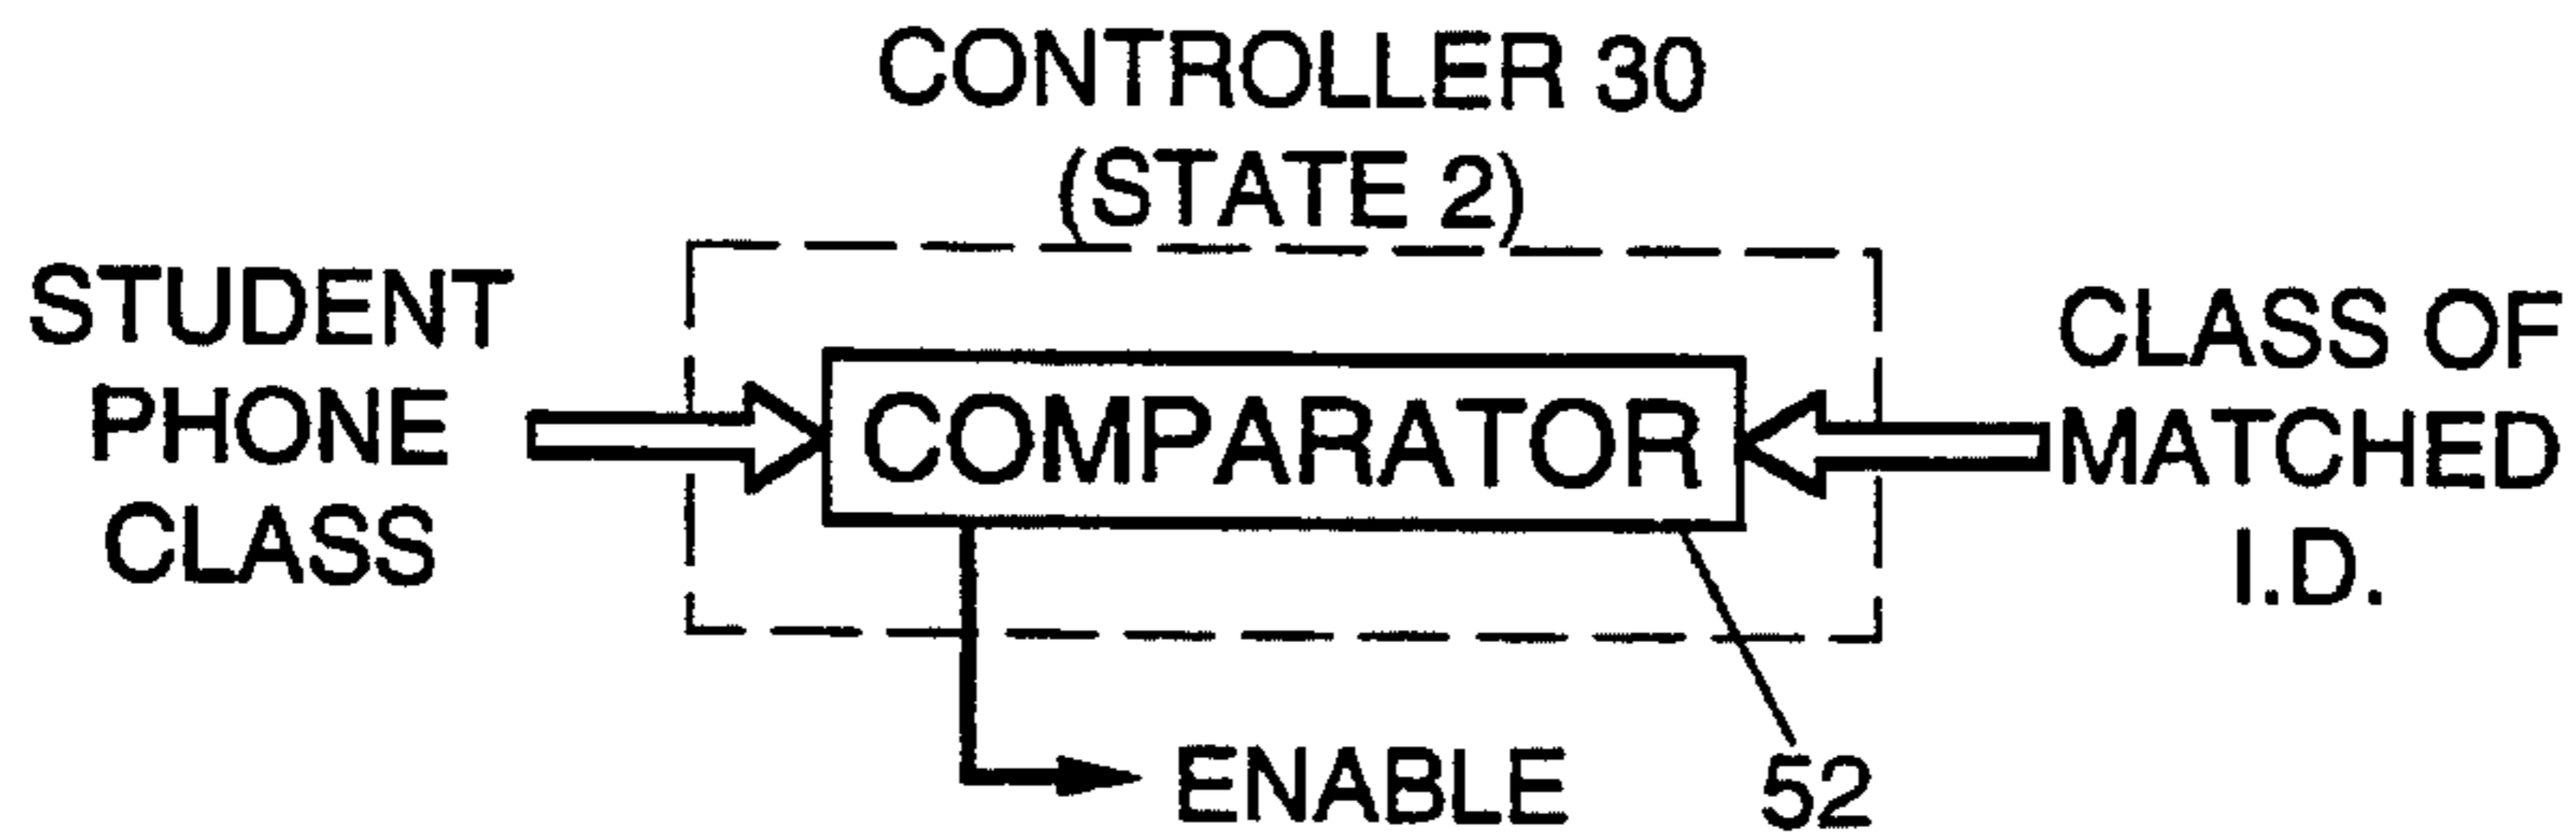 CONTROLLER 30
(STATE 2)
STUDENT
PHONE
CLASS
COMPARATOR
CLASS OF
MATCHED
I.D.
ENABLE
52